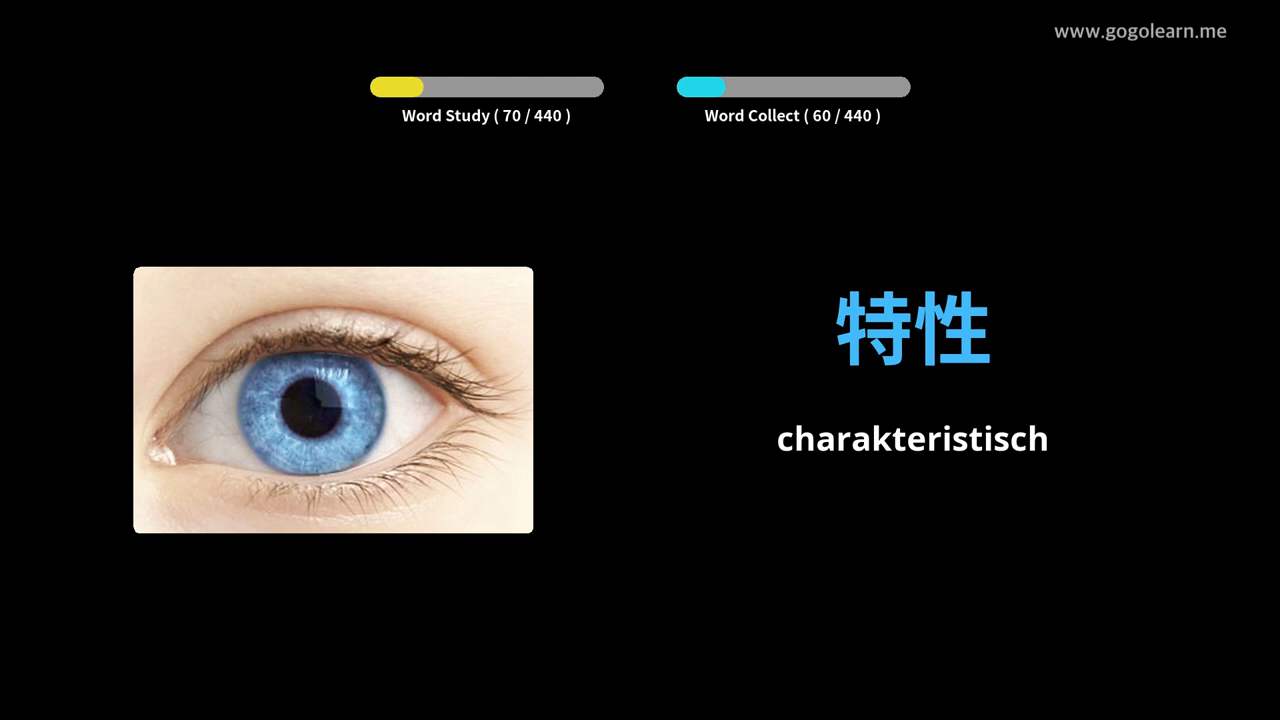 www.gogolearn.me
Word Study ( 70 / 440 )
Word Collect ( 60 / 440 )
特性
charakteristisch